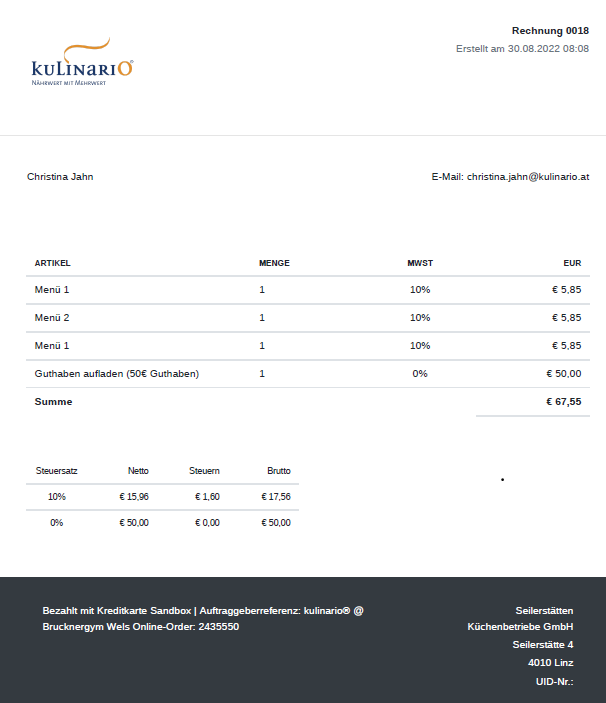 Rechnung 0018
Erstellt am 30.08.2022 08:08
kuLinariO®
Nährwert mit Mehrwert
Christina Jahn E-Mail: christina.jahn@kulinario.at
ARTIKEL MENGE MWST EUR
Menü 1 1 10% € 5,85
Menü 2 1 10% € 5,85
Menü 1 1 10% € 5,85
Guthaben aufladen (50€ Guthaben) 1 0% € 50,00
Summe € 67,55
Steuersatz Netto Steuern Brutto
10% € 15,96 € 1,60 € 17,56
0% € 50,00 € 0,00 € 50,00
Bezahlt mit Kreditkarte Sandbox | Auftraggeberreferenz: kulinario® @
Brucknergym Wels Online-Order: 2435550
Seilerstätten
Küchenbetriebe GmbH
Seilerstätte 4
4010 Linz
UID-Nr.: